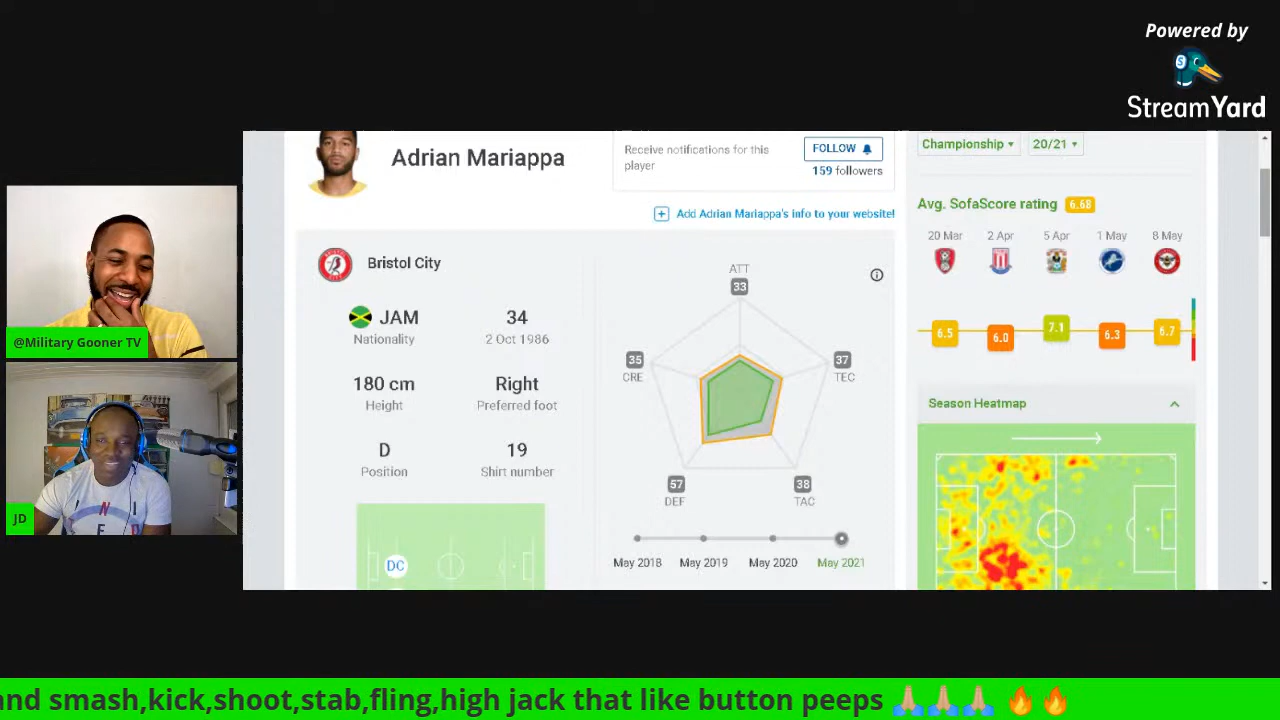 Powered by
StreamYard
Adrian Mariappa
Receive notifications for this
player
FOLLOW
159 followers
Add Adrian Mariappa's info to your website!
Bristol City
JAM
Nationality
34
2 Oct 1986
180 cm
Height
Right
Preferred foot
D
Position
19
Shirt number
DC
ATT
33
35
CRE
37
TEC
57
DEF
38
TAC
May 2018
May 2019
May 2020
May 2021
Championship
20/21
Avg. SofaScore rating 6.68
20 Mar
2 Apr
5 Apr
1 May
8 May
6.5
6.0
7.1
6.3
6.7
Season Heatmap
@Military Gooner TV
JD
and smash,kick,shoot,stab,fling,high jack that like button peeps 🙏🏼🙏🏼🙏🏼 🔥🔥